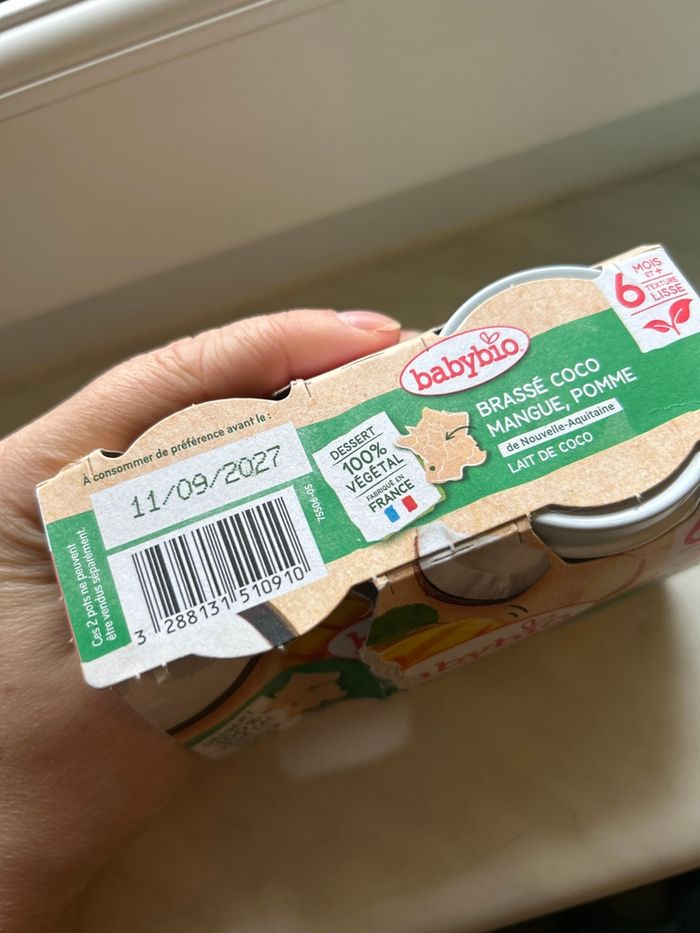 À consommer de préférence avant le :
11/09/2027
Ces 2 pots ne peuvent
être vendus séparément.
3 288131 510910
75506-05
DESSERT
100%
VÉGÉTAL
FABRIQUÉ EN
FRANCE
babybio
BRASSÉ COCO
MANGUE, POMME
de Nouvelle-Aquitaine
LAIT DE COCO
6 MOIS
ET +
TEXTURE
LISSE
babybio